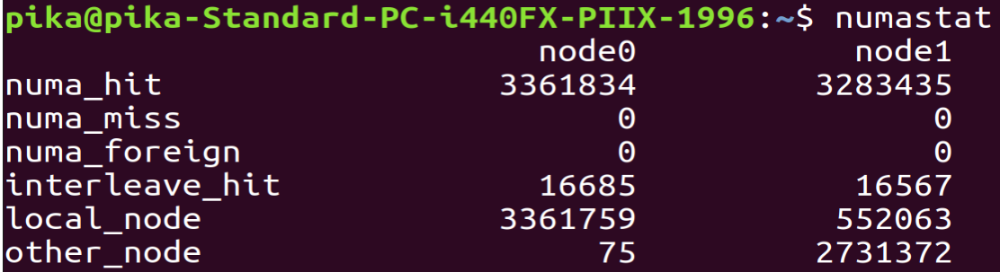 pika@pika-Standard-PC-i440FX-PIIX-1996:~$ numastat
node0 node1
numa_hit 3361834 3283435
numa_miss 0 0
numa_foreign 0 0
interleave_hit 16685 16567
local_node 3361759 552063
other_node 75 2731372